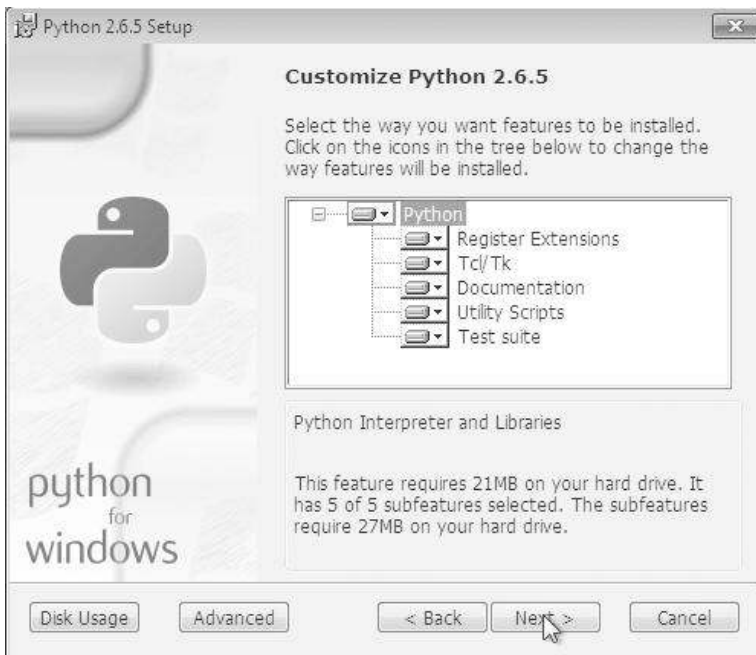 Python 2.6.5 Setup
Customize Python 2.6.5
Select the way you want features to be installed.
Click on the icons in the tree below to change the
way features will be installed.
Python
Register Extensions
Tcl/Tk
Documentation
Utility Scripts
Test suite
Python Interpreter and Libraries
This feature requires 21MB on your hard drive. It
has 5 of 5 subfeatures selected. The subfeatures
require 27MB on your hard drive.
python
for
windows
Disk Usage
Advanced
< Back
Next >
Cancel